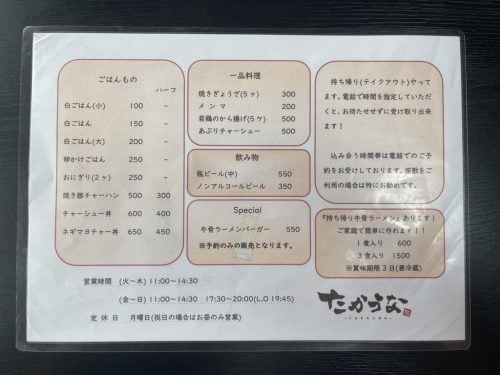 ごはんもの
ハーフ
白ごはん(小) 100 -
白ごはん 150 -
白ごはん(大) 200 -
卵かけごはん 250 -
おにぎり(2ヶ) 250 -
焼き豚チャーハン 500 300
チャーシュー丼 600 400
ネギマヨチャー丼 650 450
一品料理
焼きぎょうざ(5ヶ) 300
メンマ 200
若鶏のから揚げ(5ヶ) 500
あぶりチャーシュー 500
飲み物
瓶ビール(中) 550
ノンアルコールビール 350
Special
牛骨ラーメンバーガー 550
※予約のみの販売となります。
持ち帰り(テイクアウト)やって
ます。電話で時間を指定していただ
くと、お待たせせずに受け取り出来
ます!
込み合う時間帯は電話でのご予
約をお受けしております。座敷をご
利用の場合は特にお勧めです。
『持ち帰り牛骨ラーメン』あります!
ご家庭で簡単に作れます!!
1食入り 600
3食入り 1500
※賞味期限3日(要冷蔵)
営業時間 (火~木) 11:00~14:30
(金~日) 11:00~14:30 17:30~20:00(L.O 19:45)
定休日 月曜日(祝日の場合はお昼のみ営業)
たかうな
-TAKAUNA-